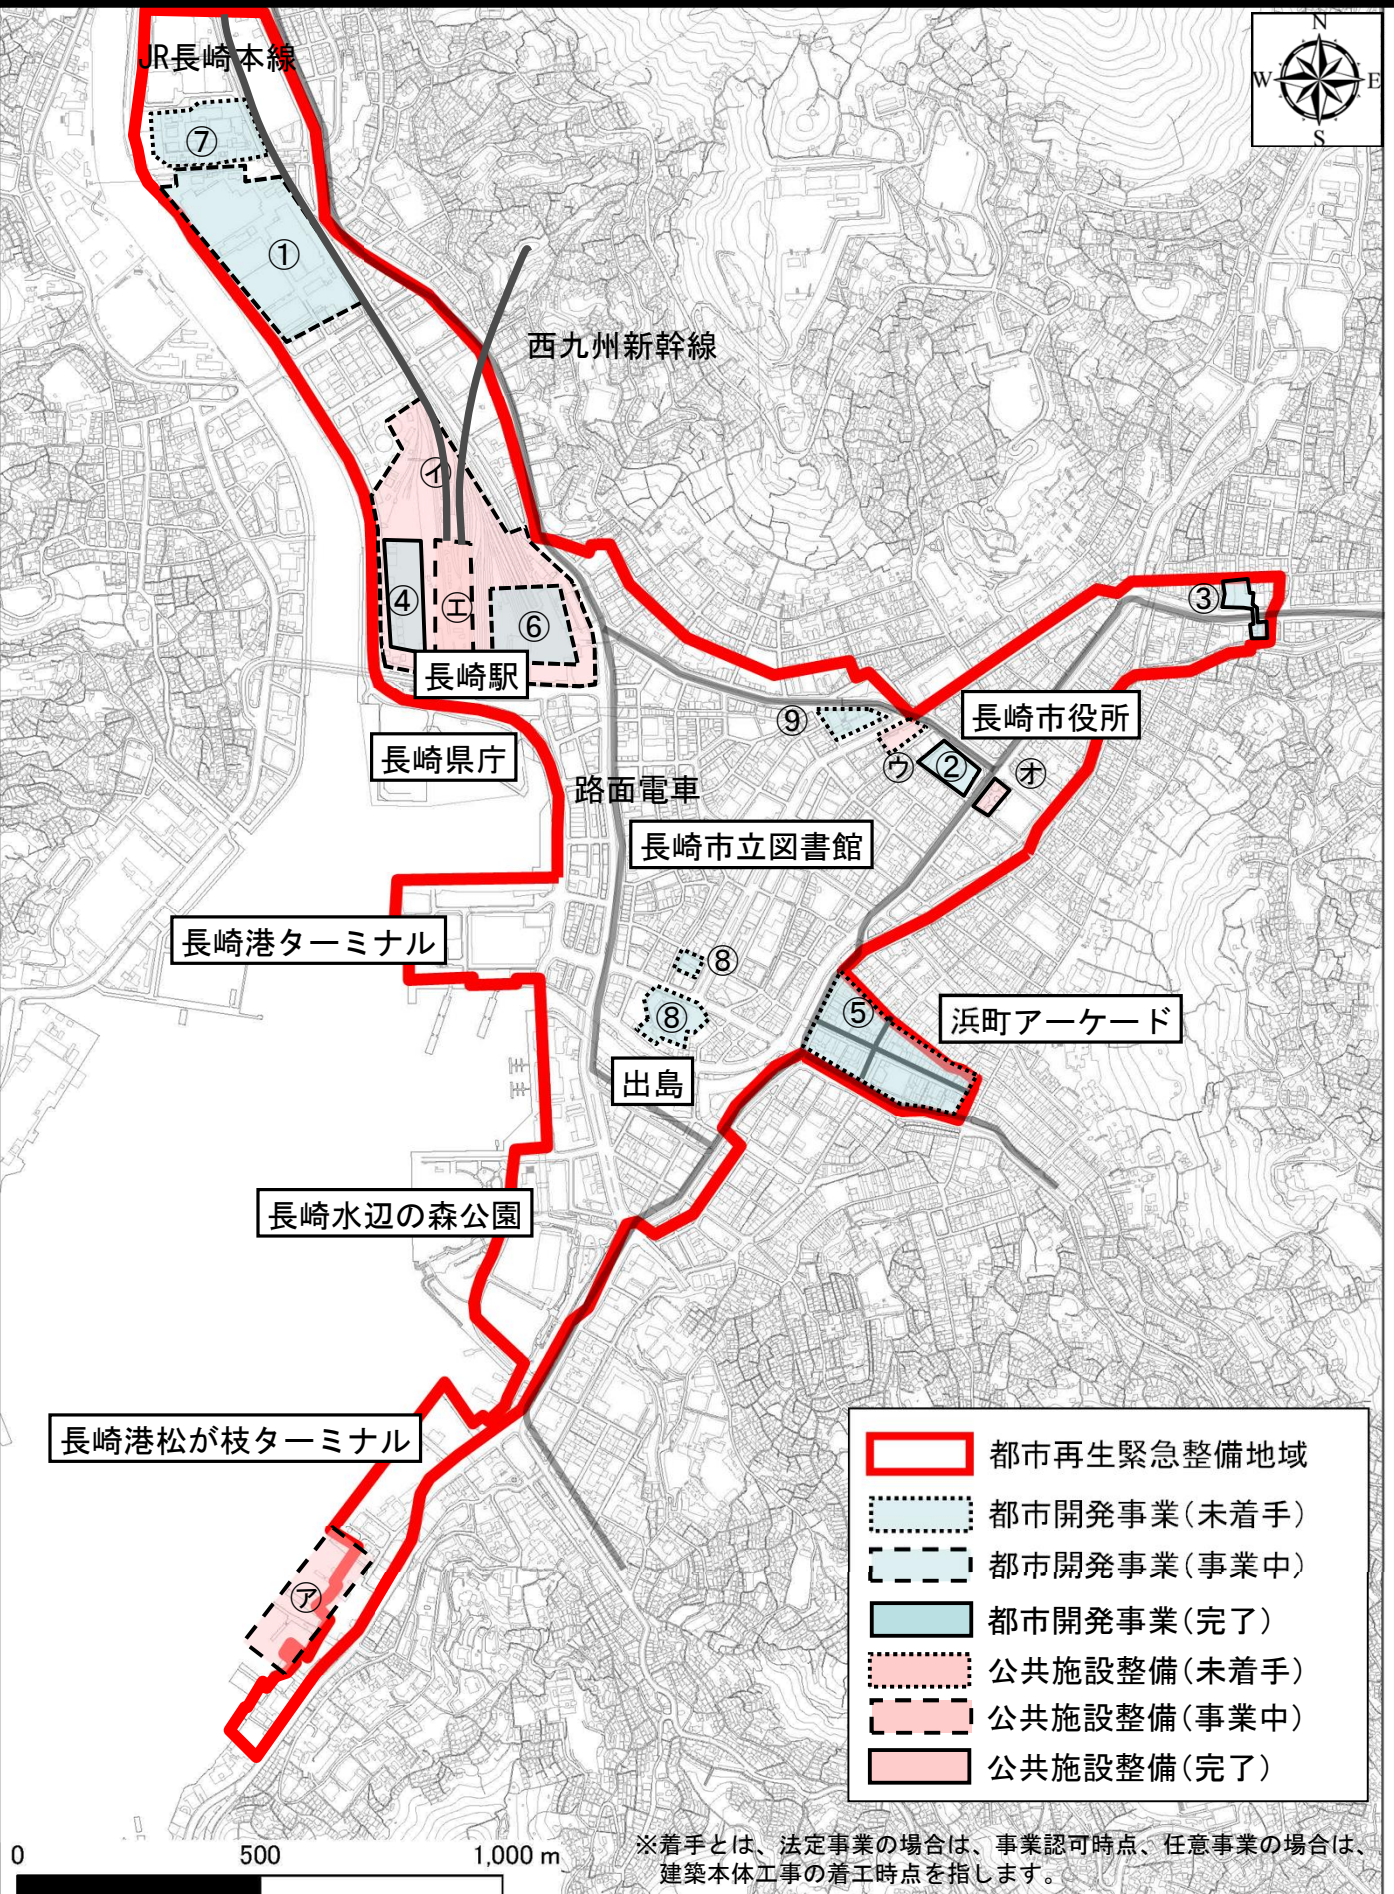 N
W
E
S
JR長崎本線
⑦
①
西九州新幹線
㋑
④
㋓
⑥
③
長崎駅
長崎市役所
⑨
㋒
②
㋔
長崎県庁
路面電車
長崎市立図書館
長崎港ターミナル
⑧
⑧
⑤
浜町アーケード
出島
長崎水辺の森公園
長崎港松が枝ターミナル
㋐
都市再生緊急整備地域
都市開発事業(未着手)
都市開発事業(事業中)
都市開発事業(完了)
公共施設整備(未着手)
公共施設整備(事業中)
公共施設整備(完了)
0 500 1,000 m
※着手とは、法定事業の場合は、事業認可時点、任意事業の場合は、
建築本体工事の着工時点を指します。